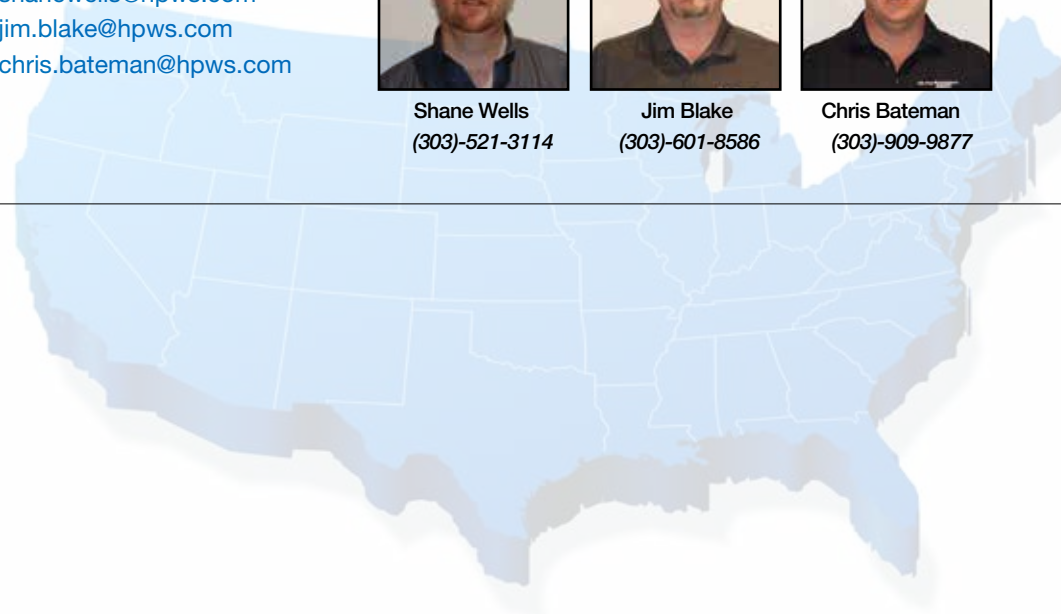 jim.blake@hpws.com
chris.bateman@hpws.com
Shane Wells
Jim Blake
Chris Bateman
(303)-521-3114
(303)-601-8586
(303)-909-9877